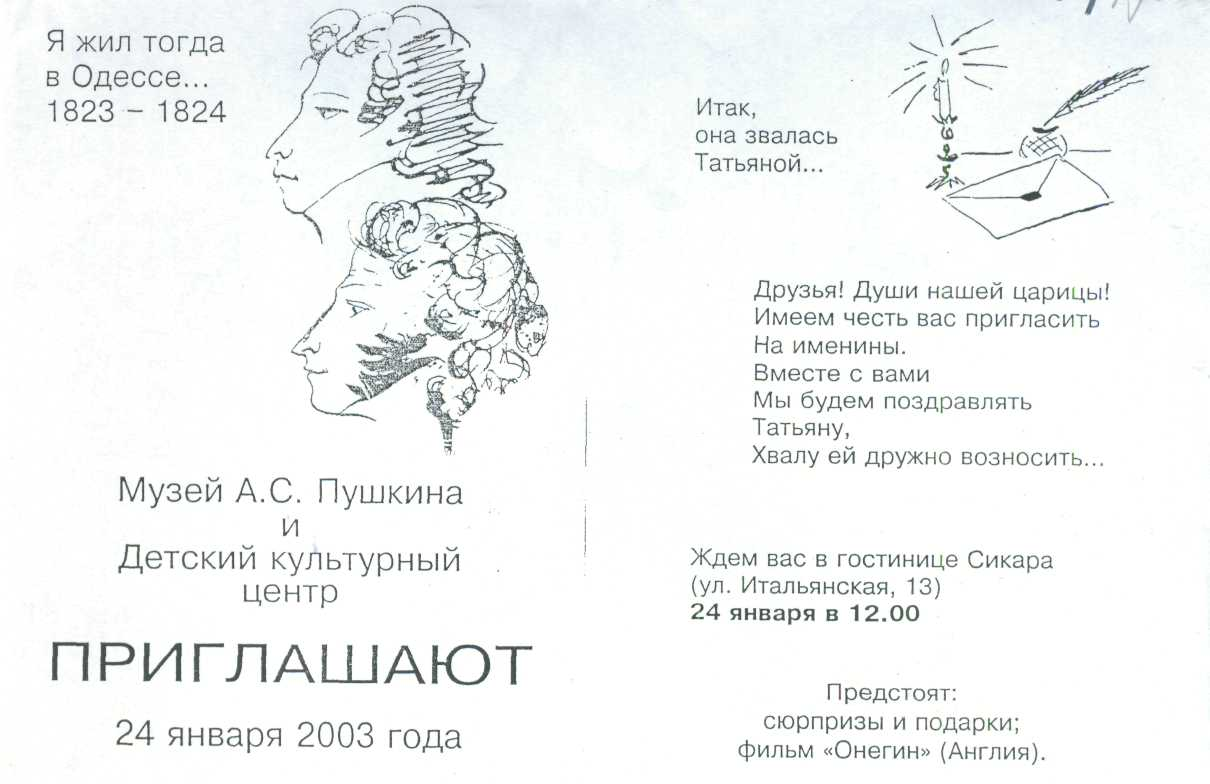 Я жил тогда
в Одессе...
1823 – 1824
Музей А.С. Пушкина
и
Детский культурный
центр
ПРИГЛАШАЮТ
24 января 2003 года
Итак,
она звалась
Татьяной...
Друзья! Души нашей царицы!
Имеем честь вас пригласить
На именины.
Вместе с вами
Мы будем поздравлять
Татьяну,
Хвалу ей дружно возносить...
Ждем вас в гостинице Сикара
(ул. Итальянская, 13)
24 января в 12.00
Предстоят:
сюрпризы и подарки;
фильм «Онегин» (Англия).